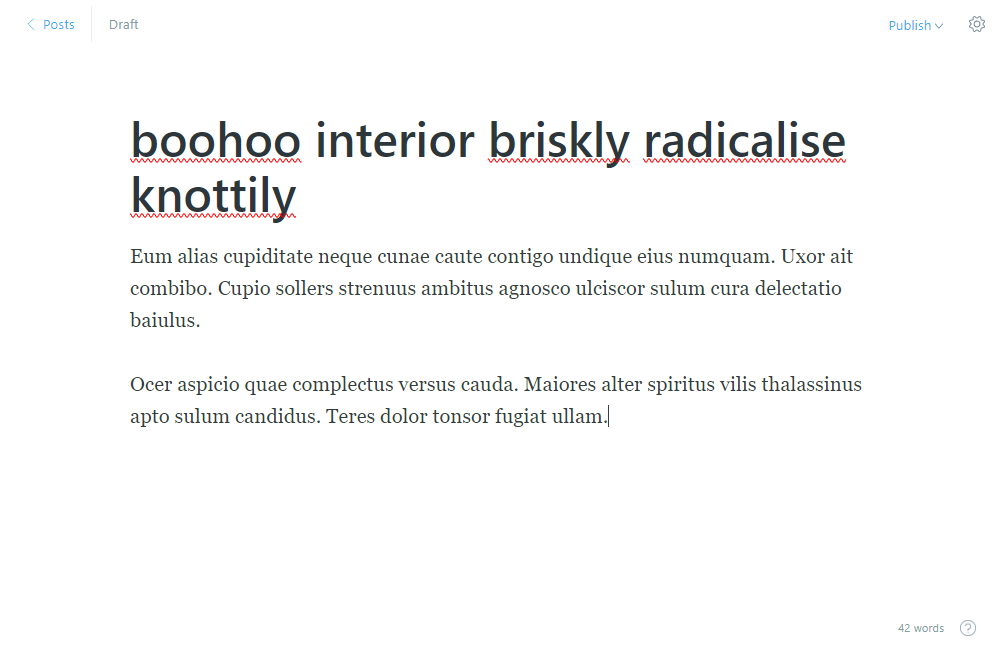 Posts
Draft
Publish
boohoo interior briskly radicalise
knottily
Eum alias cupiditate neque cunae caute contigo undique eius numquam. Uxor ait
combibo. Cupio sollers strenuus ambitus agnosco ulciscor sulum cura delectatio
baiulus.
Ocer aspicio quae complectus versus cauda. Maiores alter spiritus vilis thalassinus
apto sulum candidus. Teres dolor tonsor fugiat ullam.
42 words
?